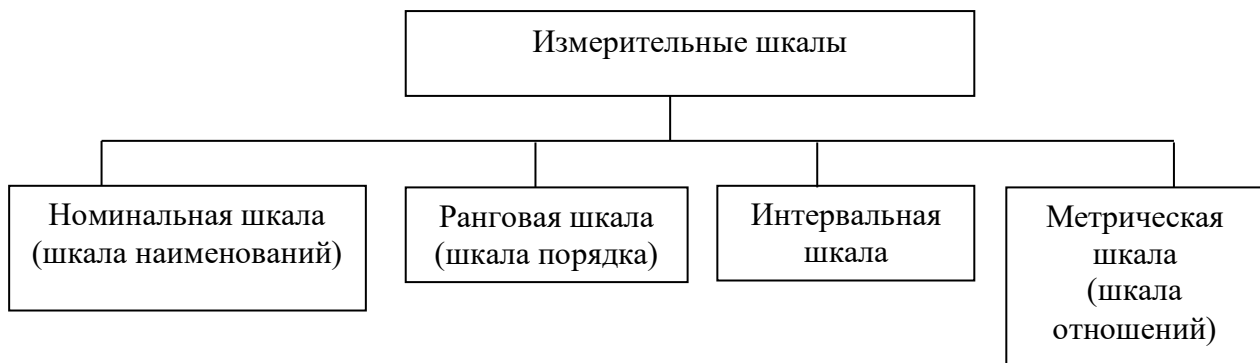 Измерительные шкалы
Номинальная шкала
(шкала наименований)
Ранговая шкала
(шкала порядка)
Интервальная
шкала
Метрическая
шкала
(шкала
отношений)